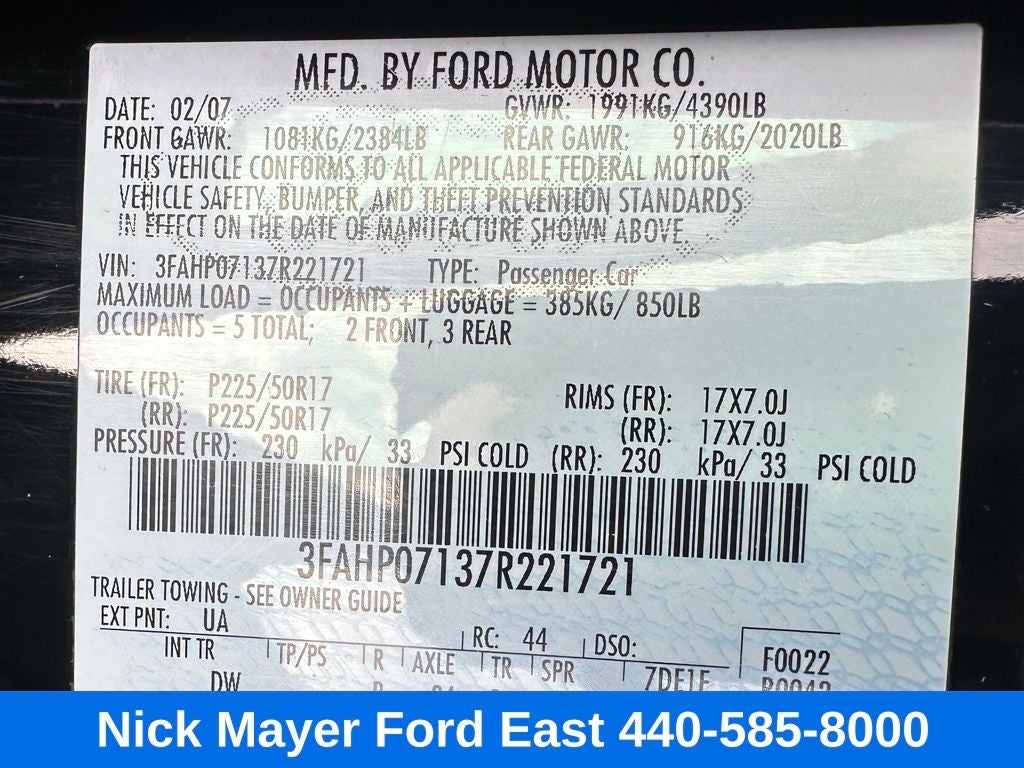 MFD. BY FORD MOTOR CO.
DATE: 02/07 GVWR: 1991KG/4390LB
FRONT GAWR: 1081KG/2384LB REAR GAWR: 916KG/2020LB
THIS VEHICLE CONFORMS TO ALL APPLICABLE FEDERAL MOTOR
VEHICLE SAFETY, BUMPER, AND THEFT PREVENTION STANDARDS
IN EFFECT ON THE DATE OF MANUFACTURE SHOWN ABOVE.
VIN: 3FAHP07137R221721 TYPE: Passenger Car
MAXIMUM LOAD = OCCUPANTS + LUGGAGE = 385KG/ 850LB
OCCUPANTS = 5 TOTAL; 2 FRONT, 3 REAR
TIRE (FR): P225/50R17 RIMS (FR): 17X7.0J
(RR): P225/50R17 (RR): 17X7.0J
PRESSURE (FR): 230 kPa/ 33 PSI COLD (RR): 230 kPa/ 33 PSI COLD
3FAHP07137R221721
TRAILER TOWING - SEE OWNER GUIDE
EXT PNT: UA RC: 44 DSO:
INT TR TP/PS R AXLE TR SPR F0022
DW
Nick Mayer Ford East 440-585-8000